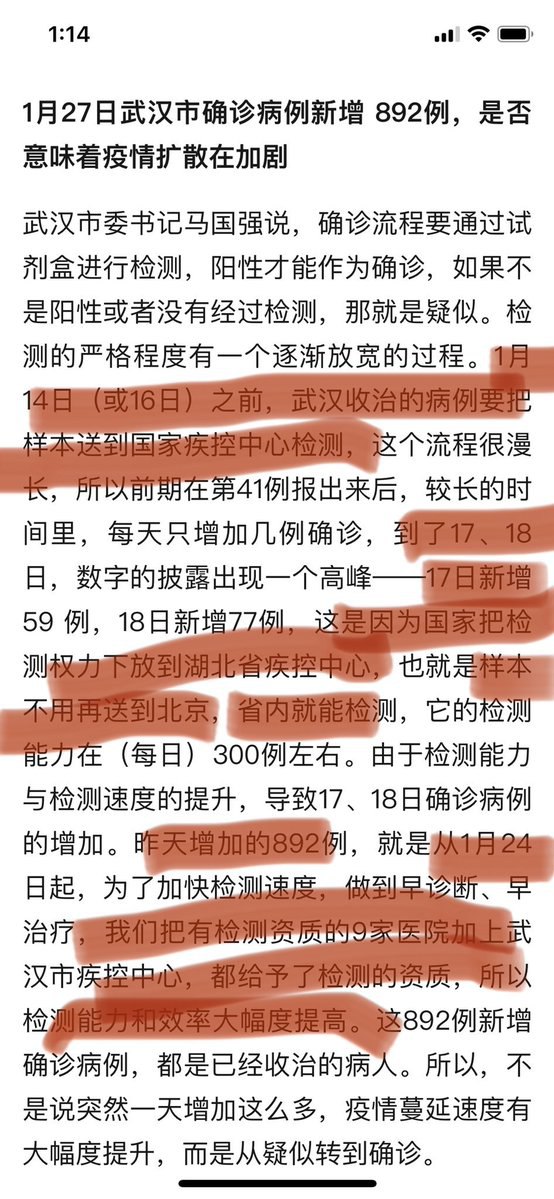 1:14
1月27日武汉市确诊病例新增 892例，是否
意味着疫情扩散在加剧
武汉市委书记马国强说，确诊流程要通过试
剂盒进行检测，阳性才能作为确诊，如果不
是阳性或者没有经过检测，那就是疑似。检
测的严格程度有一个逐渐放宽的过程。1月
14日（或16日）之前，武汉收治的病例要把
样本送到国家疾控中心检测，这个流程很漫
长，所以前期在第41例报出来后，较长的时
间里，每天只增加几例确诊，到了17、18
日，数字的披露出现一个高峰——17日新增
59 例，18日新增77例，这是因为国家把检
测权力下放到湖北省疾控中心，也就是样本
不用再送到北京，省内就能检测，它的检测
能力在（每日）300例左右。由于检测能力
与检测速度的提升，导致17、18日确诊病例
的增加。昨天增加的892例，就是从1月24
日起，为了加快检测速度，做到早诊断、早
治疗，我们把有检测资质的9家医院加上武
汉市疾控中心，都给予了检测的资质，所以
检测能力和效率大幅度提高。这892例新增
确诊病例，都是已经收治的病人。所以，不
是说突然一天增加这么多，疫情蔓延速度有
大幅度提升，而是从疑似转到确诊。